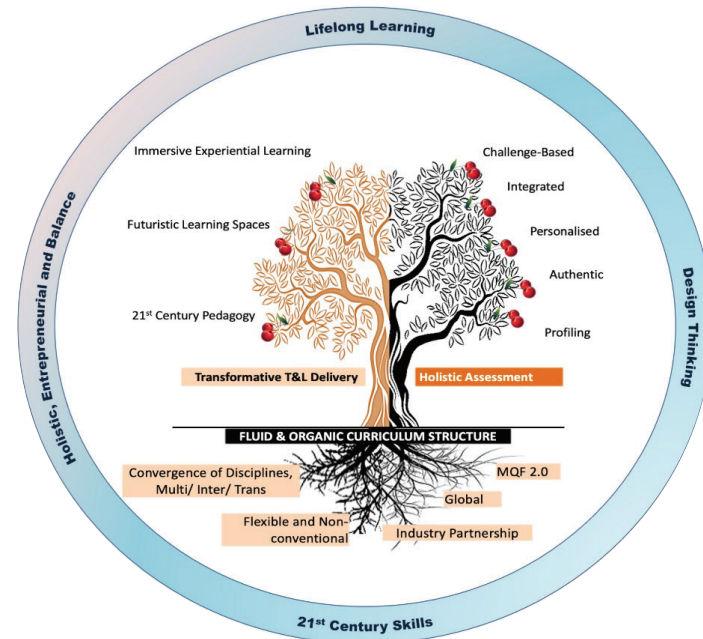 Lifelong Learning
Immersive Experiential Learning
Challenge-Based
Integrated
Futuristic Learning Spaces
Personalised
Authentic
21st Century Pedagogy
Profiling
Transformative T&L Delivery
Holistic Assessment
FLUID & ORGANIC CURRICULUM STRUCTURE
Convergence of Disciplines,
Multi/ Inter/ Trans
MQF 2.0
Global
Flexible and Non-
conventional
Industry Partnership
Holistic, Entrepreneurial and Balance
Design Thinking
21st Century Skills